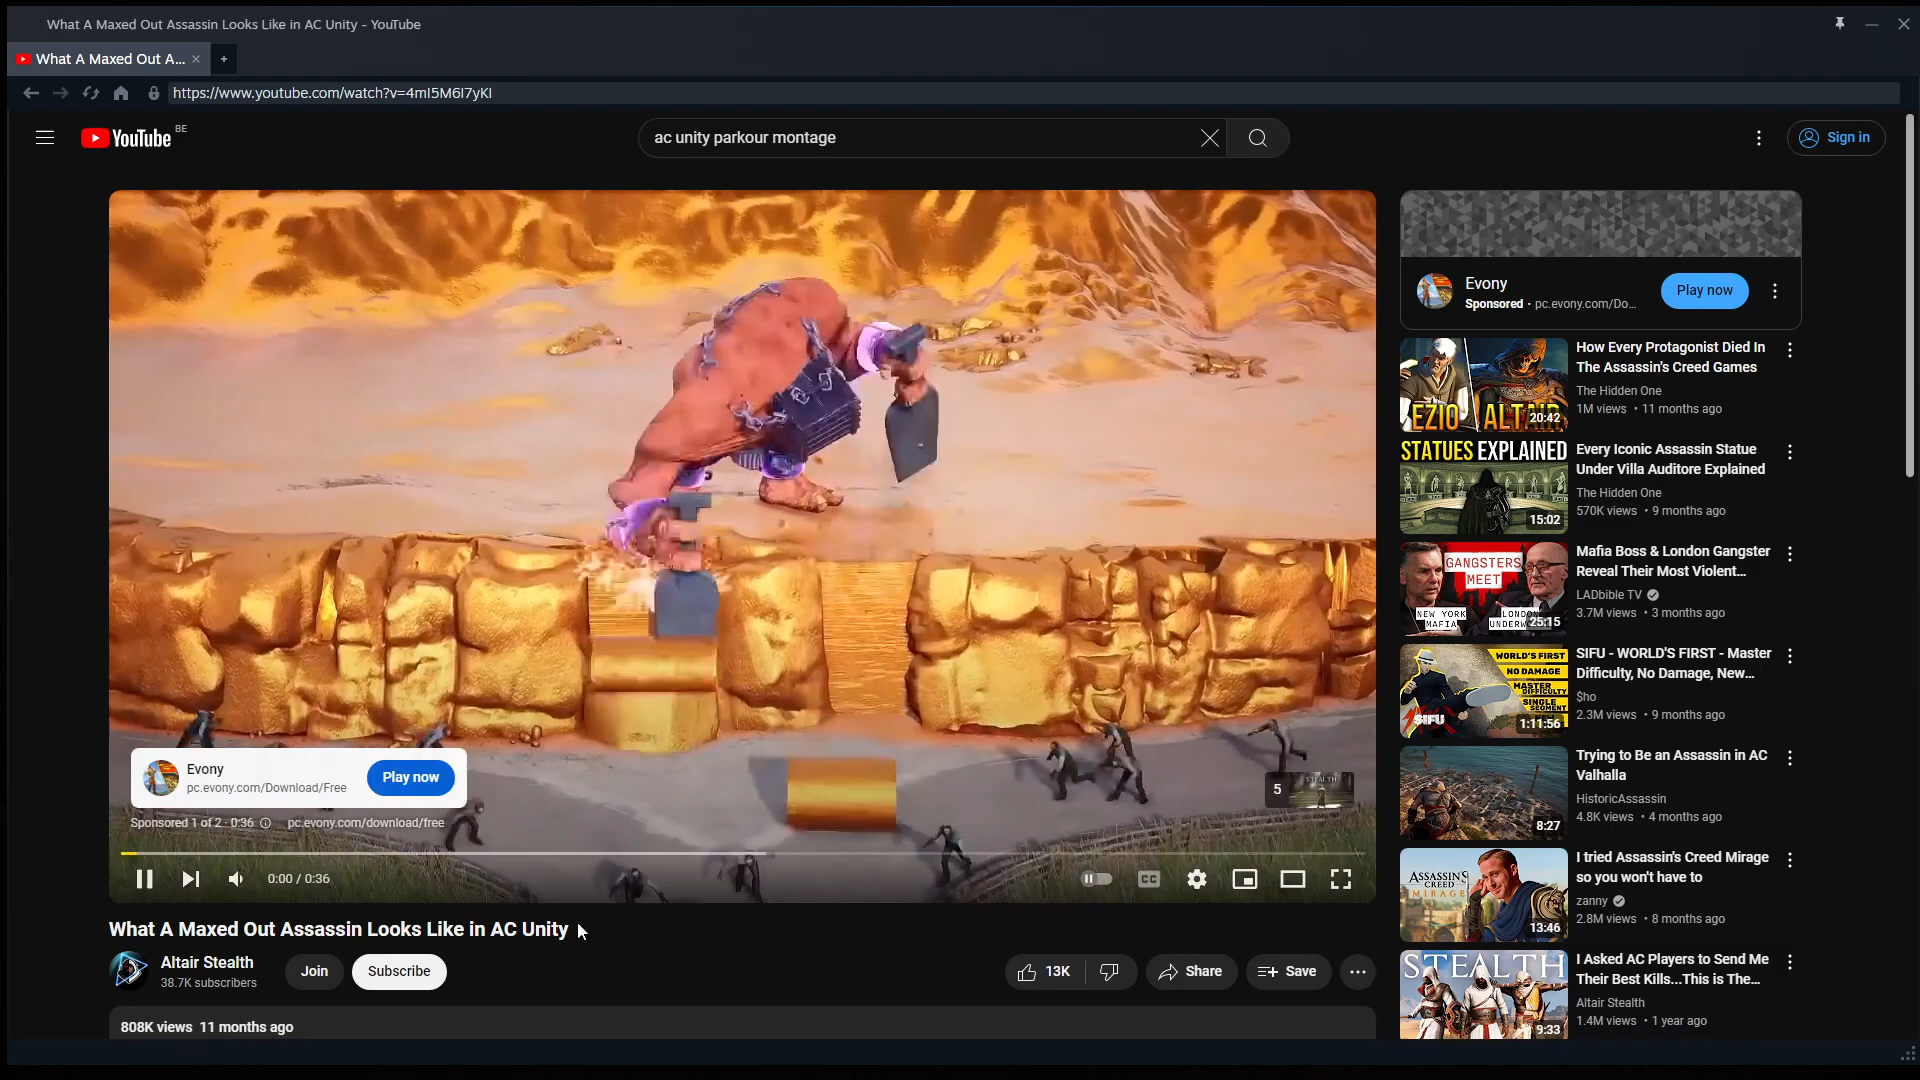 What A Maxed Out Assassin Looks Like in AC Unity - YouTube
What A Maxed Out A...
https://www.youtube.com/watch?v=4mI5M6I7yKI
YouTube BE
ac unity parkour montage
Sign in
Evony
Sponsored · pc.evony.com/Do...
Play now
EZIO ALTAIR
20:42
How Every Protagonist Died In
The Assassin's Creed Games
The Hidden One
1M views • 11 months ago
STATUES EXPLAINED
15:02
Every Iconic Assassin Statue
Under Villa Auditore Explained
The Hidden One
570K views • 9 months ago
GANGSTERS
MEET
NEW YORK
MAFIA
LONDON
25:15
Mafia Boss & London Gangster
Reveal Their Most Violent...
LADbible TV
3.7M views • 3 months ago
WORLD'S FIRST
NO DAMAGE
MASTER
DIFFICULTY
SINGLE
SEGMENT
SIFU
1:11:56
SIFU - WORLD'S FIRST - Master
Difficulty, No Damage, New...
$ho
2.3M views • 9 months ago
8:27
Trying to Be an Assassin in AC
Valhalla
HistoricAssassin
4.8K views • 4 months ago
ASSASSIN'S
CREED
MIRAGE
13:46
I tried Assassin's Creed Mirage
so you won't have to
zanny
2.8M views • 8 months ago
STEALTH
9:33
I Asked AC Players to Send Me
Their Best Kills...This is The...
Altair Stealth
1.4M views • 1 year ago
Evony
pc.evony.com/Download/Free
Play now
5
STEALTH
Sponsored 1 of 2 · 0:36 pc.evony.com/download/free
0:00 / 0:36
CC
What A Maxed Out Assassin Looks Like in AC Unity
Altair Stealth
38.7K subscribers
Join
Subscribe
13K
Share
Save
808K views 11 months ago